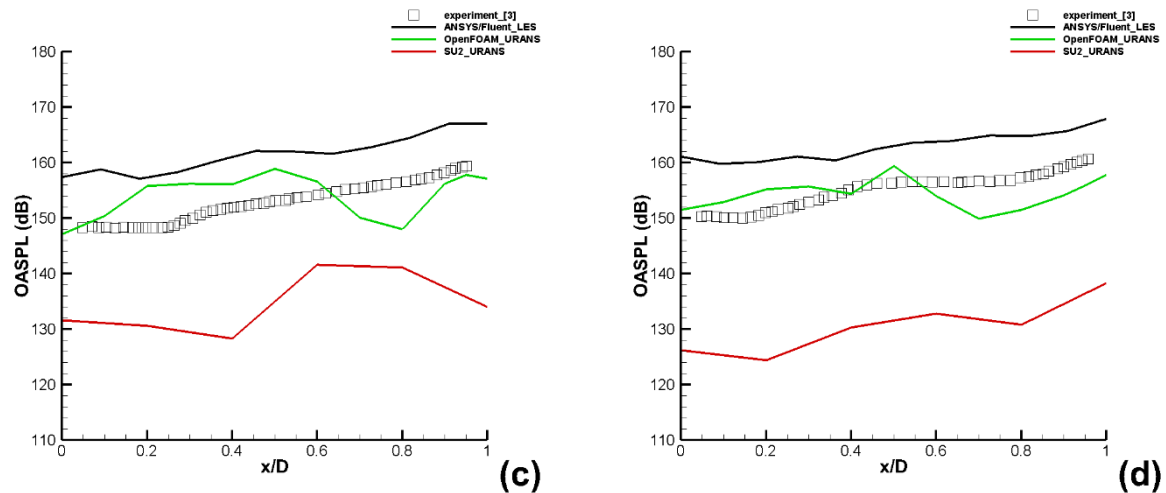 experiment_[3]
ANSYS/Fluent_LES
OpenFOAM_URANS
SU2_URANS
180
170
160
150
140
130
120
110
OASPL (dB)
0
0.2
0.4
0.6
0.8
1
x/D
(c)
experiment_[3]
ANSYS/Fluent_LES
OpenFOAM_URANS
SU2_URANS
180
170
160
150
140
130
120
110
OASPL (dB)
0
0.2
0.4
0.6
0.8
1
x/D
(d)